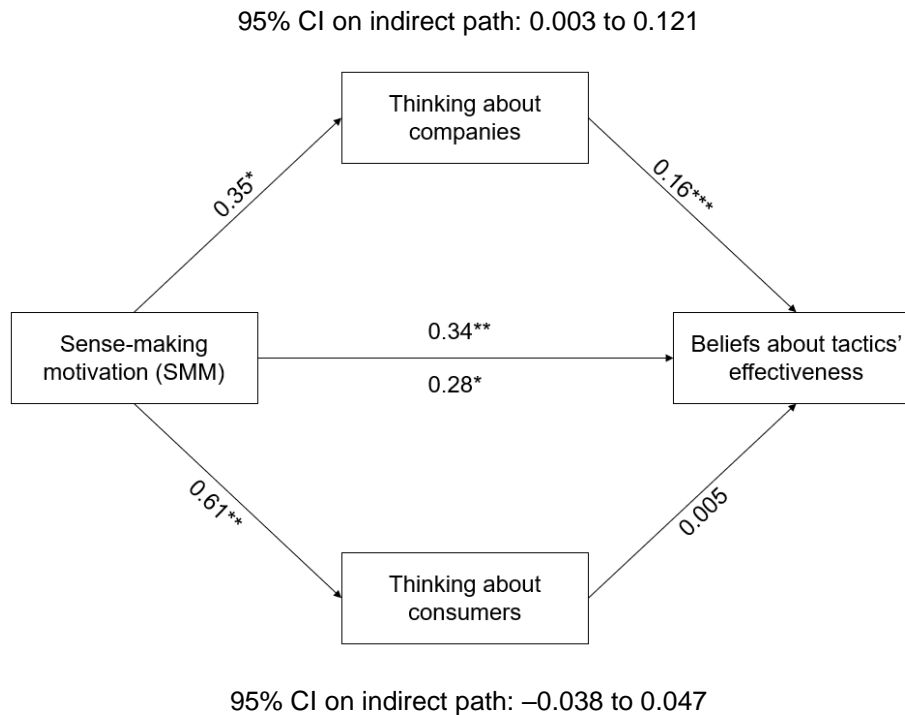 95% CI on indirect path: 0.003 to 0.121
Thinking about
companies
0.35*
0.16***
Sense-making
motivation (SMM)
0.34**
0.28*
Beliefs about tactics’
effectiveness
0.61**
0.005
Thinking about
consumers
95% CI on indirect path: –0.038 to 0.047